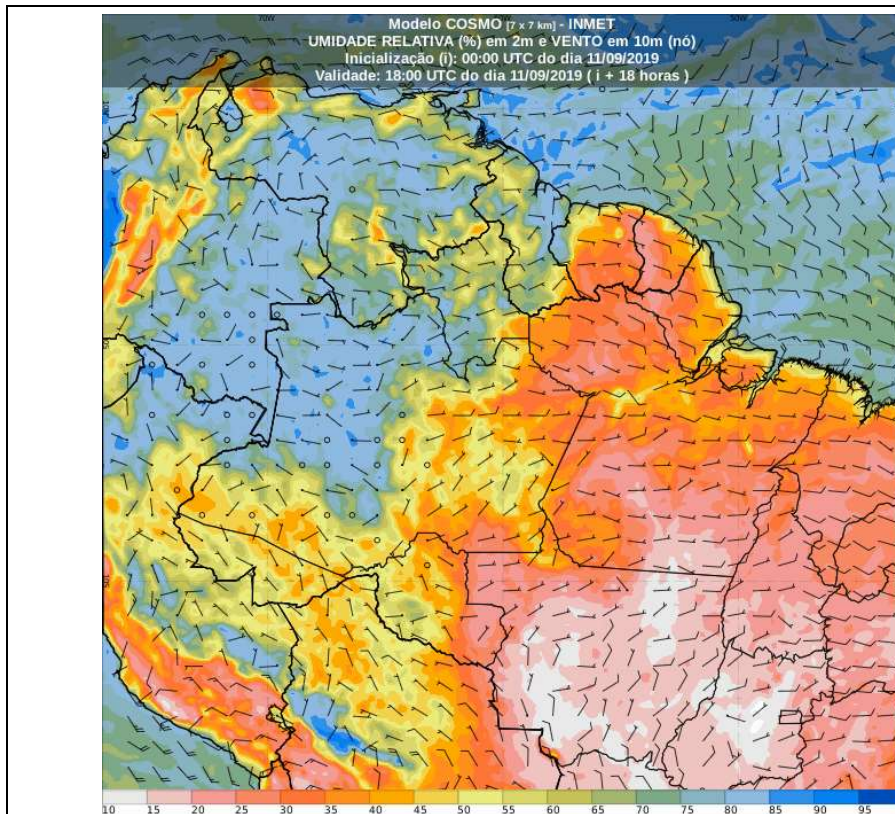 70W
50W
Modelo COSMO [7 x 7 km] - INMET
UMIDADE RELATIVA (%) em 2m e VENTO em 10m (nó)
Inicialização (i): 00:00 UTC do dia 11/09/2019
Validade: 18:00 UTC do dia 11/09/2019 ( i + 18 horas )
10 15 20 25 30 35 40 45 50 55 60 65 70 75 80 85 90 95